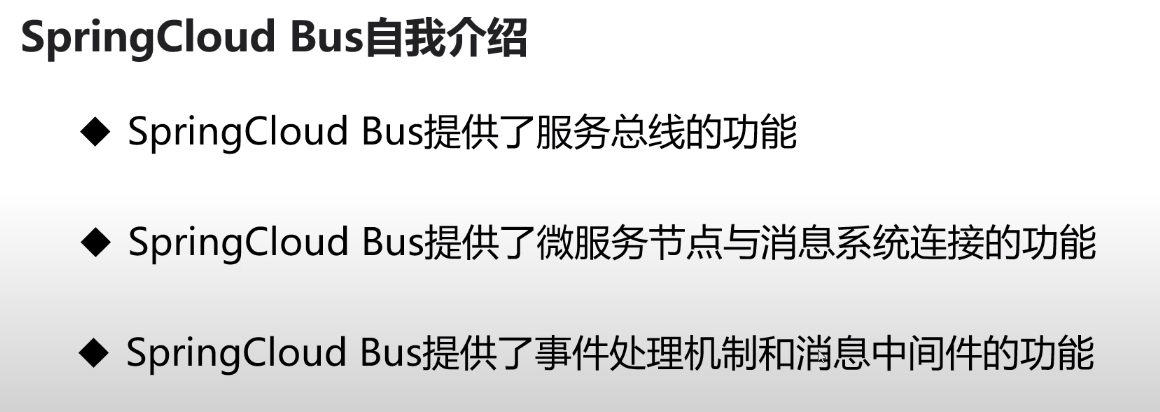 SpringCloud Bus自我介绍
◆ SpringCloud Bus提供了服务总线的功能
◆ SpringCloud Bus提供了微服务节点与消息系统连接的功能
◆ SpringCloud Bus提供了事件处理机制和消息中间件的功能